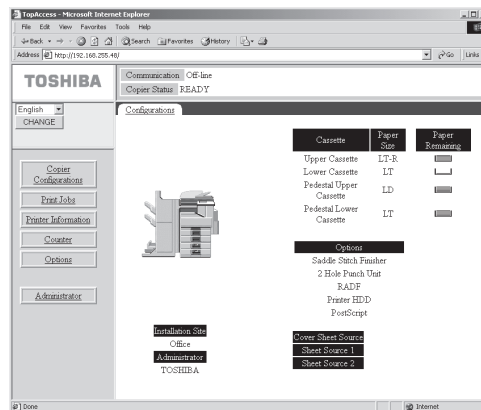 TopAccess - Microsoft Internet Explorer
File Edit View Favorites Tools Help
Back Search Favorites History
Address http://192.168.255.48/ Go Links
TOSHIBA
Communication Off-line
Copier Status READY
English
CHANGE
Configurations
Copier
Configurations
Print Jobs
Printer Information
Counter
Options
Administrator
Cassette Paper Size Paper Remaining
Upper Cassette LT-R
Lower Cassette LT
Pedestal Upper Cassette LD
Pedestal Lower Cassette LT
Options
Saddle Stitch Finisher
2 Hole Punch Unit
RADF
Printer HDD
PostScript
Installation Site
Office
Administrator
TOSHIBA
Cover Sheet Source
Sheet Source 1
Sheet Source 2
Done Internet